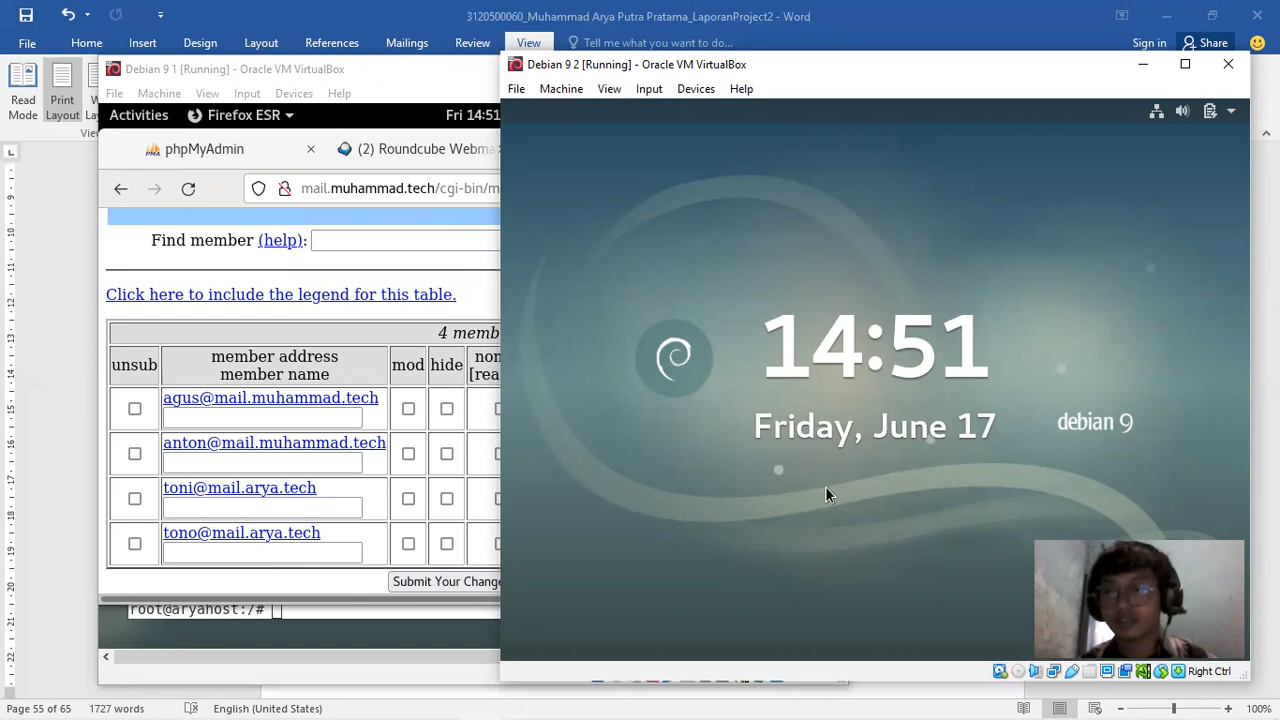 3120500060_Muhammad Arya Putra Pratama_LaporanProject2 - Word
File Home Insert Design Layout References Mailings Review View Tell me what you want to do... Sign in Share
Read
Mode
Print
Layout
Debian 9 1 [Running] - Oracle VM VirtualBox
File Machine View Input Devices Help
Activities Firefox ESR Fri 14:51
phpMyAdmin (2) Roundcube Webma
mail.muhammad.tech/cgi-bin/m
Find member (help):
Click here to include the legend for this table.
4 memb
unsub
member address
member name
mod
hide
agus@mail.muhammad.tech
anton@mail.muhammad.tech
toni@mail.arya.tech
tono@mail.arya.tech
Submit Your Change
root@aryahost:/#
Debian 9 2 [Running] - Oracle VM VirtualBox
File Machine View Input Devices Help
14:51
Friday, June 17
debian 9
Right Ctrl
Page 55 of 65 1727 words English (United States) 100%